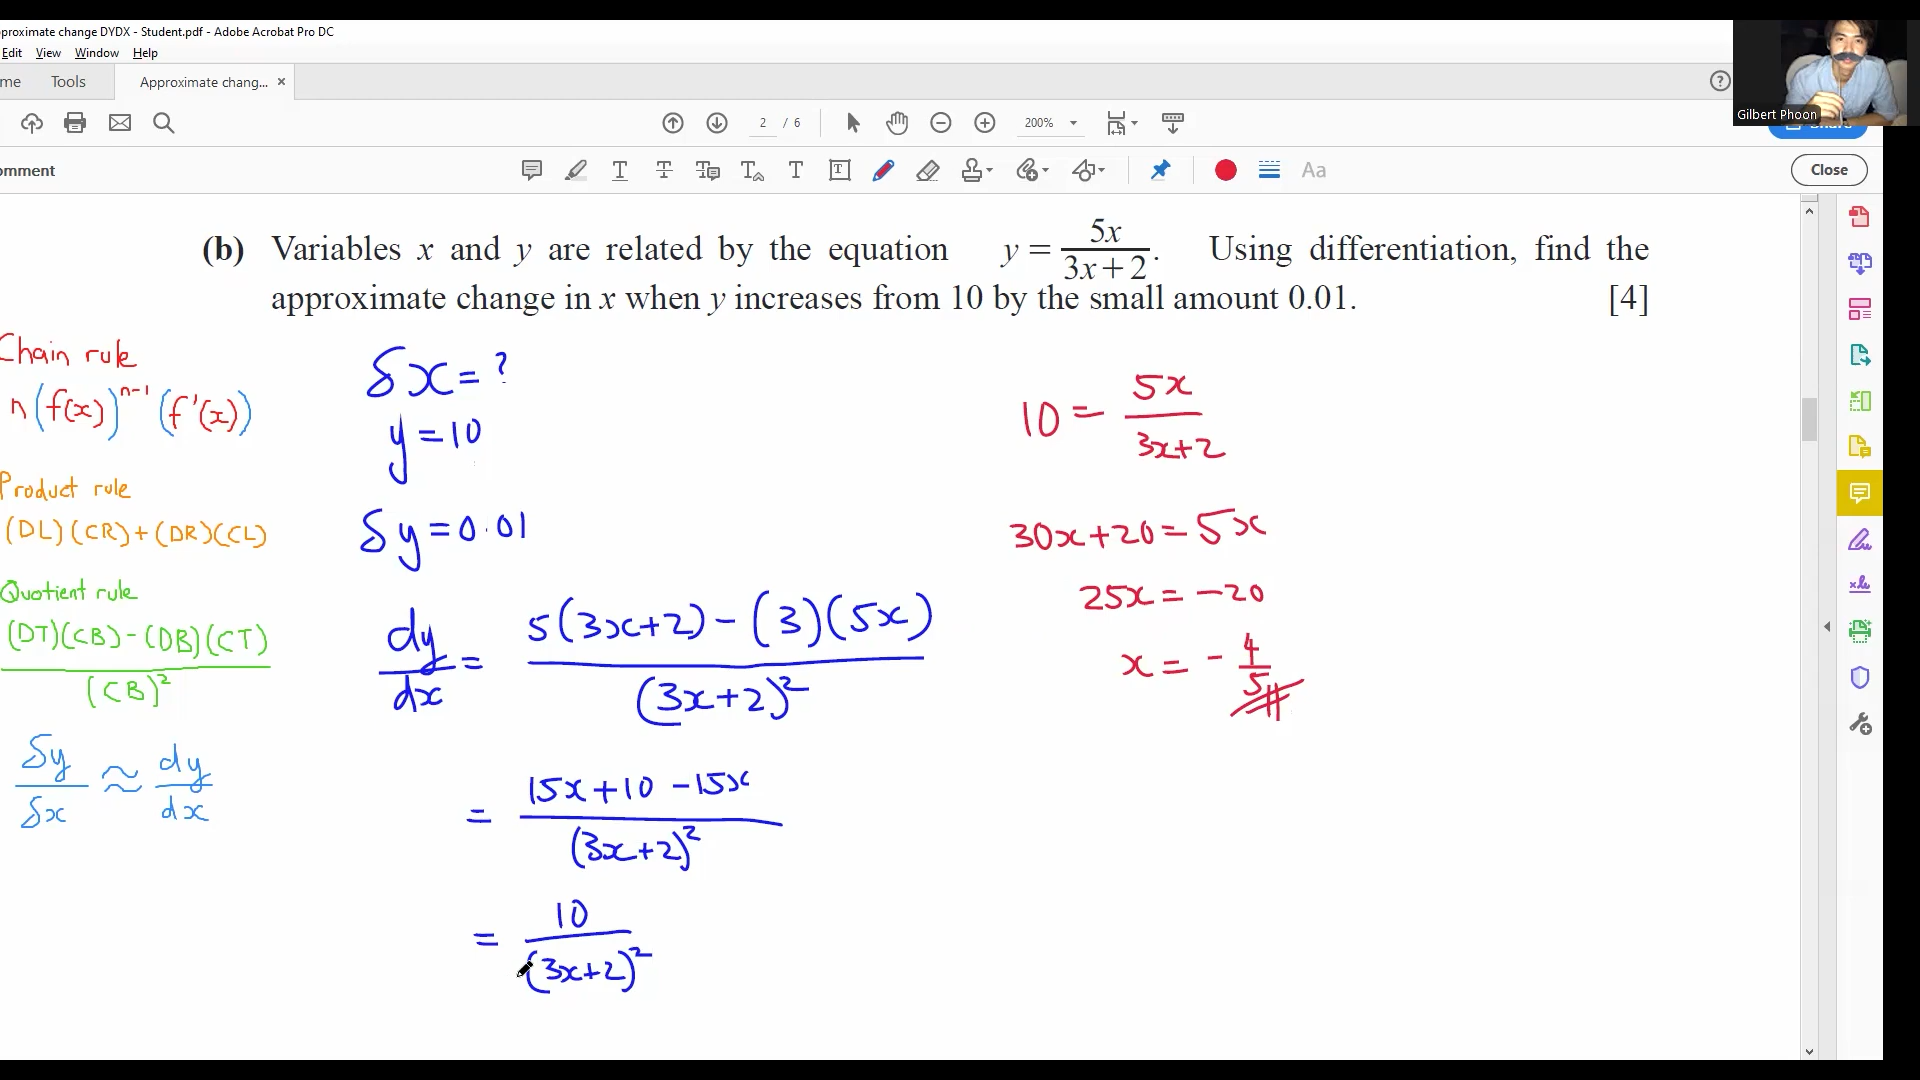 proximate change DYDX - Student.pdf - Adobe Acrobat Pro DC
Edit View Window Help
me Tools Approximate chang... ×
2 / 6 200%
Gilbert Phoon
omment Aa Close
(b) Variables x and y are related by the equation y = 5x/(3x+2). Using differentiation, find the
approximate change in x when y increases from 10 by the small amount 0.01. [4]
Chain rule
n(f(x))^(n-1) (f'(x))
Product rule
(DL)(CR)+(DR)(CL)
Quotient rule
(DT)(CB)-(DB)(CT)
(CB)²
δy/δx ≈ dy/dx
δx = ?
y = 10
δy = 0.01
dy/dx = 5(3x+2) - (3)(5x) / (3x+2)²
= 15x+10 -15x / (3x+2)²
= 10 / (3x+2)²
10 = 5x / 3x+2
30x+20 = 5x
25x = -20
x = - 4/5